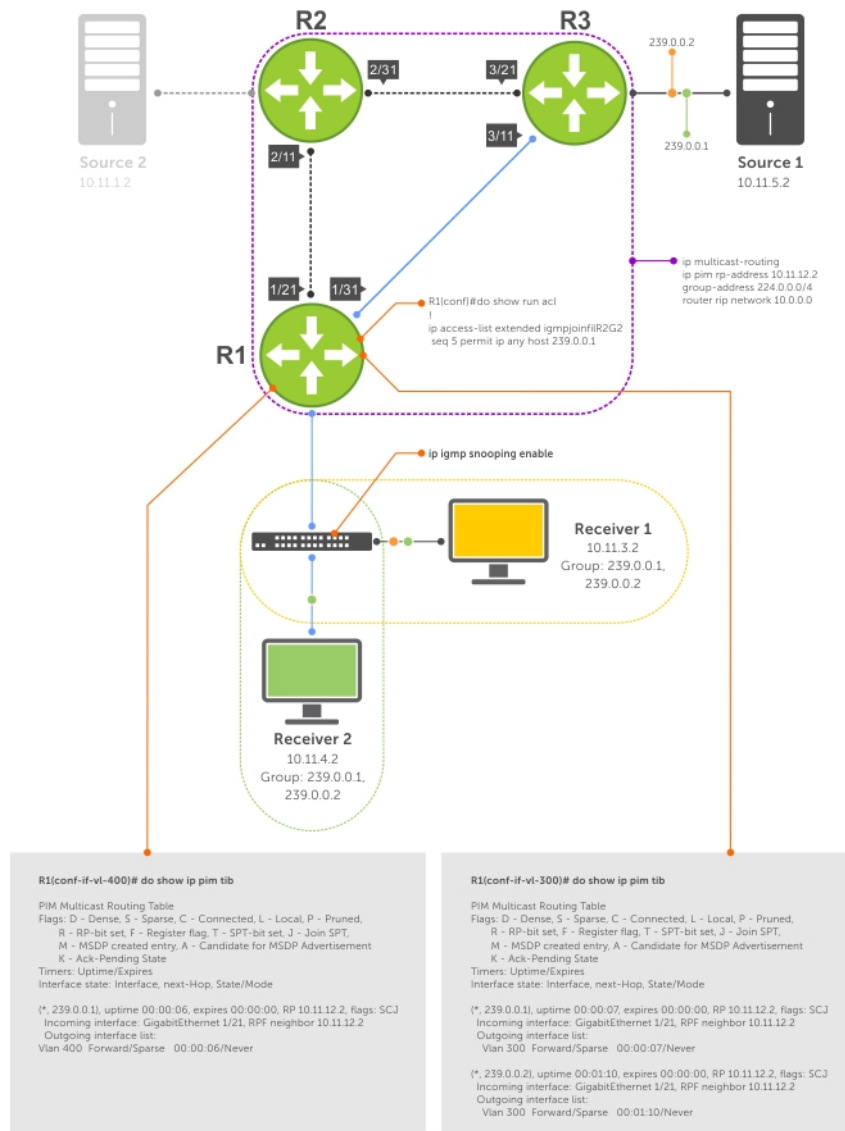 R2
R3
239.0.0.2
2/31
3/21
3/11
239.0.0.1
Source 2
10.11.1.2
Source 1
10.11.5.2
2/11
ip multicast-routing
ip pim rp-address 10.11.12.2
group-address 224.0.0.0/4
router rip network 10.0.0.0
1/21
1/31
R1(conf)#do show run acl
!
ip access-list extended igmpjoinfilR2G2
seq 5 permit ip any host 239.0.0.1
R1
ip igmp snooping enable
Receiver 1
10.11.3.2
Group: 239.0.0.1,
239.0.0.2
Receiver 2
10.11.4.2
Group: 239.0.0.1,
239.0.0.2
R1(conf-if-vl-400)# do show ip pim tib
PIM Multicast Routing Table
Flags: D - Dense, S - Sparse, C - Connected, L - Local, P - Pruned,
R - RP-bit set, F - Register flag, T - SPT-bit set, J - Join SPT,
M - MSDP created entry, A - Candidate for MSDP Advertisement
K - Ack-Pending State
Timers: Uptime/Expires
Interface state: Interface, next-Hop, State/Mode
(*, 239.0.0.1), uptime 00:00:06, expires 00:00:00, RP 10.11.12.2, flags: SCJ
Incoming interface: GigabitEthernet 1/21, RPF neighbor 10.11.12.2
Outgoing interface list:
Vlan 400 Forward/Sparse 00:00:06/Never
R1(conf-if-vl-300)# do show ip pim tib
PIM Multicast Routing Table
Flags: D - Dense, S - Sparse, C - Connected, L - Local, P - Pruned,
R - RP-bit set, F - Register flag, T - SPT-bit set, J - Join SPT,
M - MSDP created entry, A - Candidate for MSDP Advertisement
K - Ack-Pending State
Timers: Uptime/Expires
Interface state: Interface, next-Hop, State/Mode
(*, 239.0.0.1), uptime 00:00:07, expires 00:00:00, RP 10.11.12.2, flags: SCJ
Incoming interface: GigabitEthernet 1/21, RPF neighbor 10.11.12.2
Outgoing interface list:
Vlan 300 Forward/Sparse 00:00:07/Never
(*, 239.0.0.2), uptime 00:01:10, expires 00:00:00, RP 10.11.12.2, flags: SCJ
Incoming interface: GigabitEthernet 1/21, RPF neighbor 10.11.12.2
Outgoing interface list:
Vlan 300 Forward/Sparse 00:01:10/Never